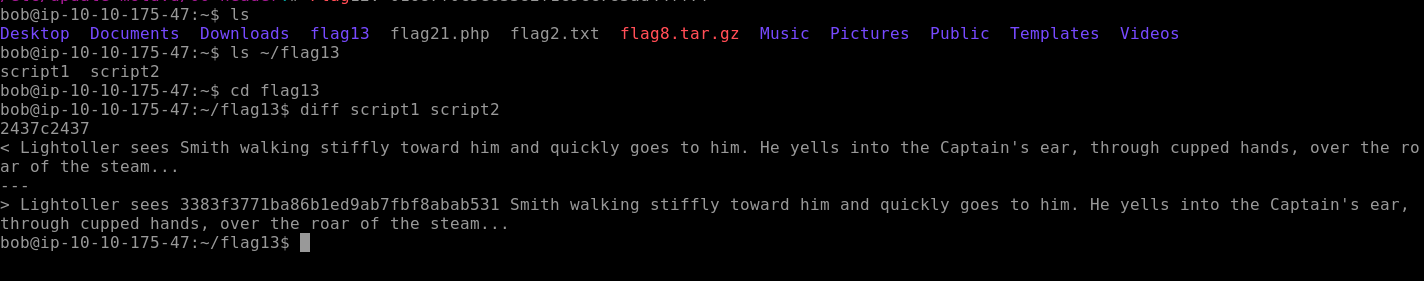 bob@ip-10-10-175-47:~$ ls
Desktop  Documents  Downloads  flag13  flag21.php  flag2.txt  flag8.tar.gz  Music  Pictures  Public  Templates  Videos
bob@ip-10-10-175-47:~$ ls ~/flag13
script1  script2
bob@ip-10-10-175-47:~$ cd flag13
bob@ip-10-10-175-47:~/flag13$ diff script1 script2
2437c2437
< Lightoller sees Smith walking stiffly toward him and quickly goes to him. He yells into the Captain's ear, through cupped hands, over the ro
ar of the steam...
---
> Lightoller sees 3383f3771ba86b1ed9ab7fbf8abab531 Smith walking stiffly toward him and quickly goes to him. He yells into the Captain's ear,
through cupped hands, over the roar of the steam...
bob@ip-10-10-175-47:~/flag13$